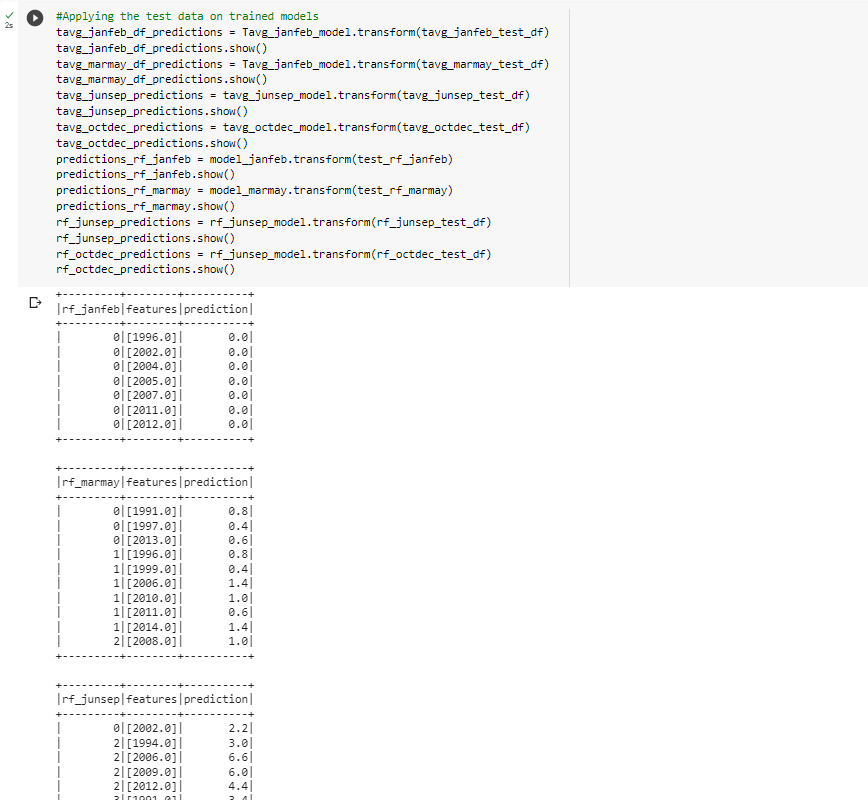 2s
#Applying the test data on trained models
tavg_janfeb_df_predictions = Tavg_janfeb_model.transform(tavg_janfeb_test_df)
tavg_janfeb_df_predictions.show()
tavg_marmay_df_predictions = Tavg_janfeb_model.transform(tavg_marmay_test_df)
tavg_marmay_df_predictions.show()
tavg_junsep_predictions = tavg_junsep_model.transform(tavg_junsep_test_df)
tavg_junsep_predictions.show()
tavg_octdec_predictions = tavg_octdec_model.transform(tavg_octdec_test_df)
tavg_octdec_predictions.show()
predictions_rf_janfeb = model_janfeb.transform(test_rf_janfeb)
predictions_rf_janfeb.show()
predictions_rf_marmay = model_marmay.transform(test_rf_marmay)
predictions_rf_marmay.show()
rf_junsep_predictions = rf_junsep_model.transform(rf_junsep_test_df)
rf_junsep_predictions.show()
rf_octdec_predictions = rf_junsep_model.transform(rf_octdec_test_df)
rf_octdec_predictions.show()
+---------+--------+----------+
|rf_janfeb|features|prediction|
+---------+--------+----------+
|        0|[1996.0]|       0.0|
|        0|[2002.0]|       0.0|
|        0|[2004.0]|       0.0|
|        0|[2005.0]|       0.0|
|        0|[2007.0]|       0.0|
|        0|[2011.0]|       0.0|
|        0|[2012.0]|       0.0|
+---------+--------+----------+
+---------+--------+----------+
|rf_marmay|features|prediction|
+---------+--------+----------+
|        0|[1991.0]|       0.8|
|        0|[1997.0]|       0.4|
|        0|[2013.0]|       0.6|
|        1|[1996.0]|       0.8|
|        1|[1999.0]|       0.4|
|        1|[2006.0]|       1.4|
|        1|[2010.0]|       1.0|
|        1|[2011.0]|       0.6|
|        1|[2014.0]|       1.4|
|        2|[2008.0]|       1.0|
+---------+--------+----------+
+---------+--------+----------+
|rf_junsep|features|prediction|
+---------+--------+----------+
|        0|[2002.0]|       2.2|
|        2|[1994.0]|       3.0|
|        2|[2006.0]|       6.6|
|        2|[2009.0]|       6.0|
|        2|[2012.0]|       4.4|